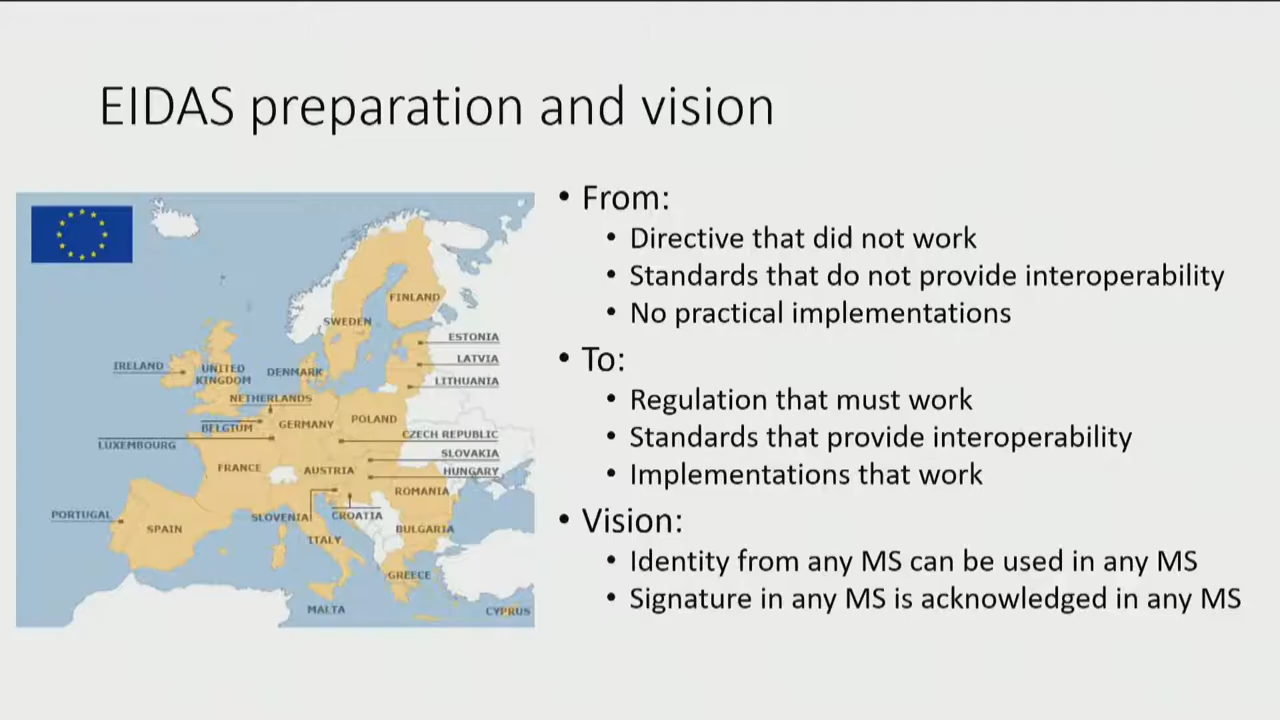 EIDAS preparation and vision
• From:
• Directive that did not work
• Standards that do not provide interoperability
• No practical implementations
• To:
• Regulation that must work
• Standards that provide interoperability
• Implementations that work
• Vision:
• Identity from any MS can be used in any MS
• Signature in any MS is acknowledged in any MS
FINLAND
SWEDEN
ESTONIA
LATVIA
LITHUANIA
IRELAND
UNITED
KINGDOM
DENMARK
NETHERLANDS
BELGIUM
GERMANY
POLAND
LUXEMBOURG
CZECH REPUBLIC
SLOVAKIA
HUNGARY
FRANCE
AUSTRIA
ROMANIA
PORTUGAL
SPAIN
SLOVENIA
CROATIA
ITALY
BULGARIA
GREECE
MALTA
CYPRUS